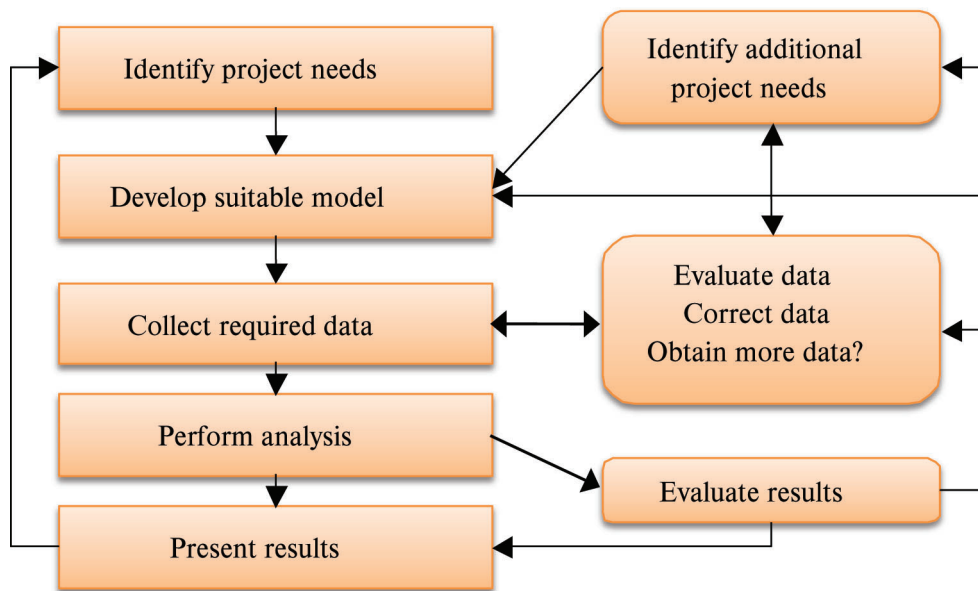 Identify project needs
Develop suitable model
Collect required data
Perform analysis
Present results
Identify additional
project needs
Evaluate data
Correct data
Obtain more data?
Evaluate results